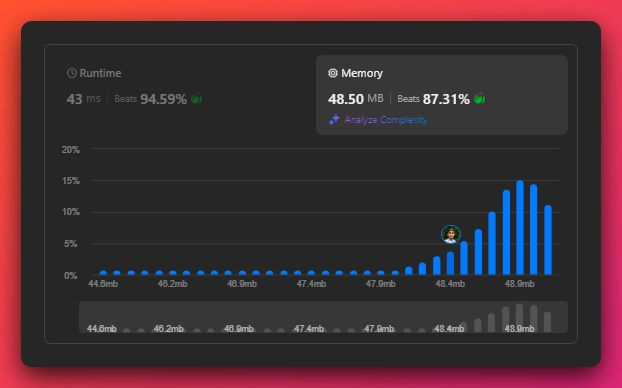 Runtime
43 ms | Beats 94.59%
Memory
48.50 MB | Beats 87.31%
Analyze Complexity
20%
15%
10%
5%
0%
44.6mb 46.2mb 46.9mb 47.4mb 47.9mb 48.4mb 48.9mb
44.6mb 46.2mb 46.9mb 47.4mb 47.9mb 48.4mb 48.9mb